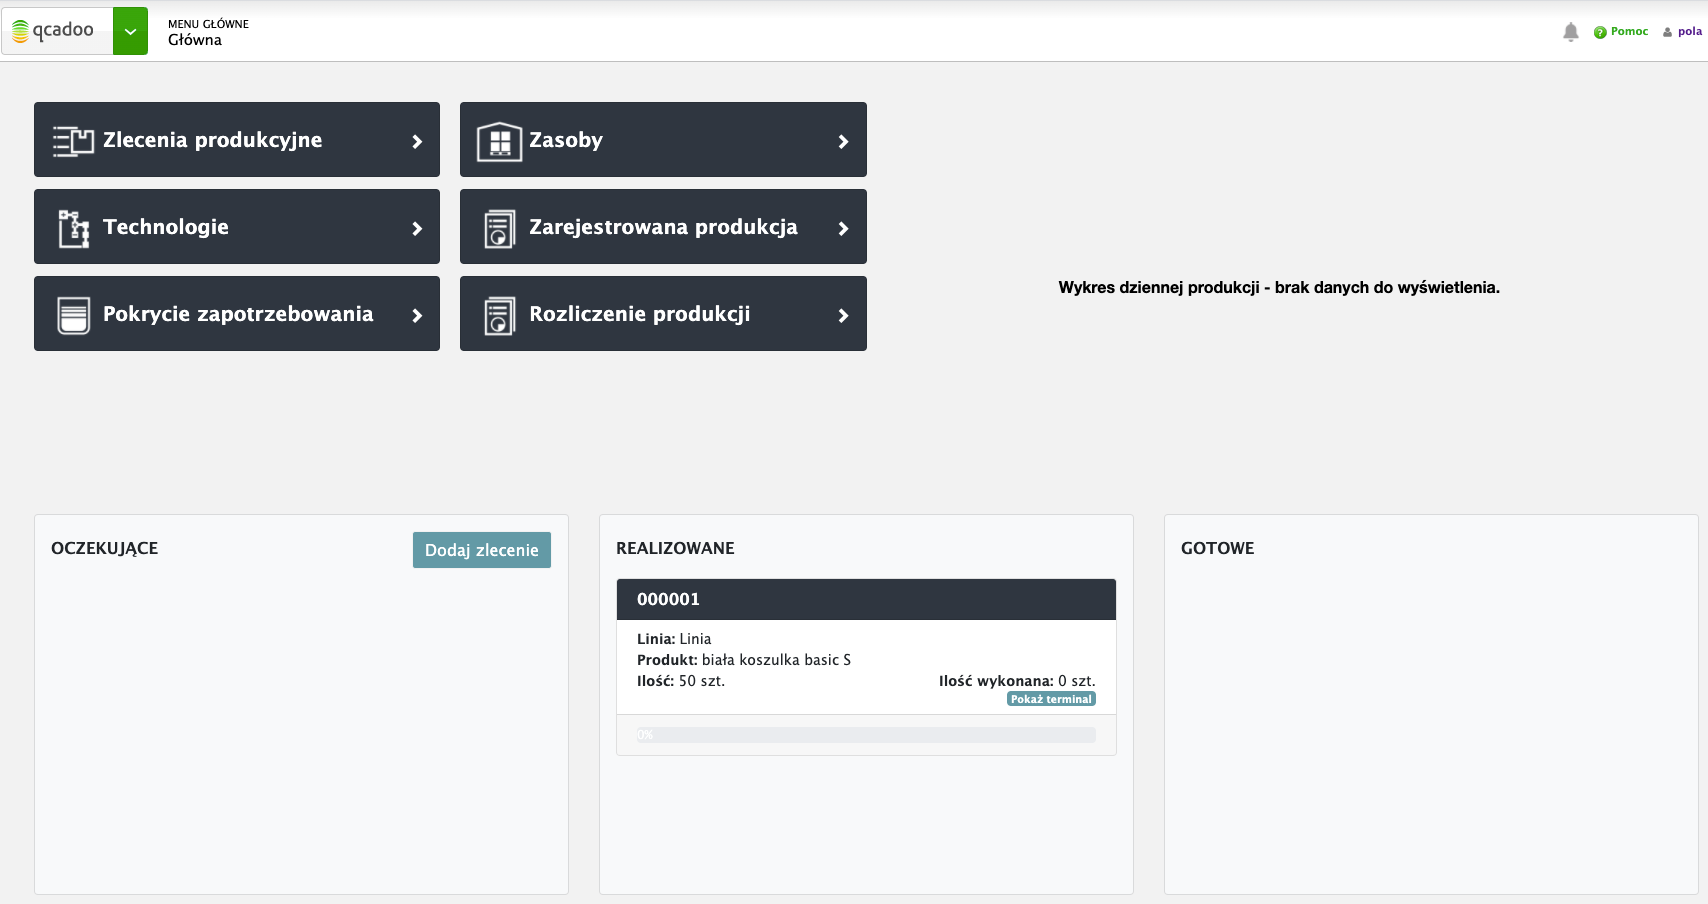 qcadoo
MENU GŁÓWNE
Główna
Pomoc
pola
Zlecenia produkcyjne
Zasoby
Technologie
Zarejestrowana produkcja
Pokrycie zapotrzebowania
Rozliczenie produkcji
Wykres dziennej produkcji - brak danych do wyświetlenia.
OCZEKUJĄCE
Dodaj zlecenie
REALIZOWANE
000001
Linia: Linia
Produkt: biała koszulka basic S
Ilość: 50 szt.
Ilość wykonana: 0 szt.
Pokaż terminal
0%
GOTOWE